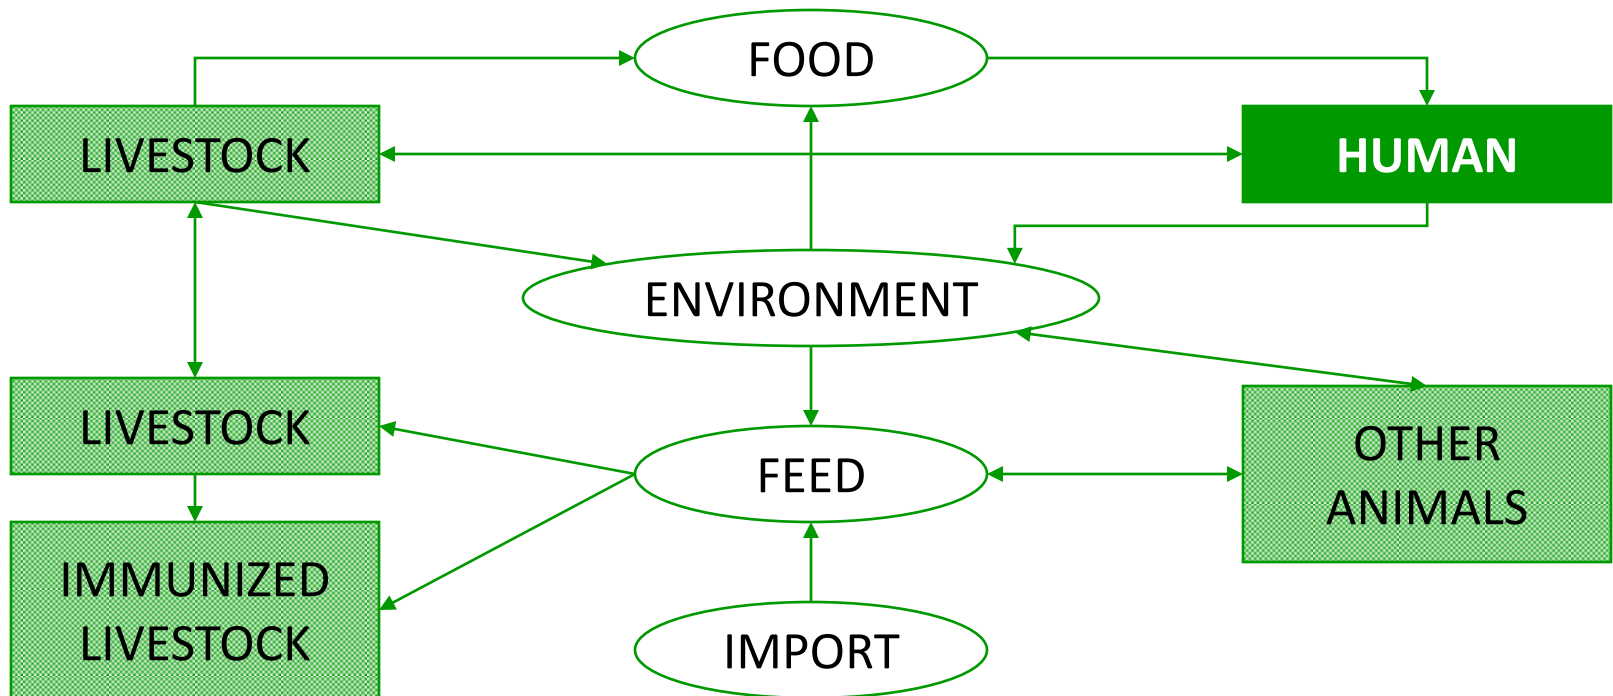 FOOD
LIVESTOCK
HUMAN
ENVIRONMENT
LIVESTOCK
FEED
OTHER
ANIMALS
IMMUNIZED
LIVESTOCK
IMPORT